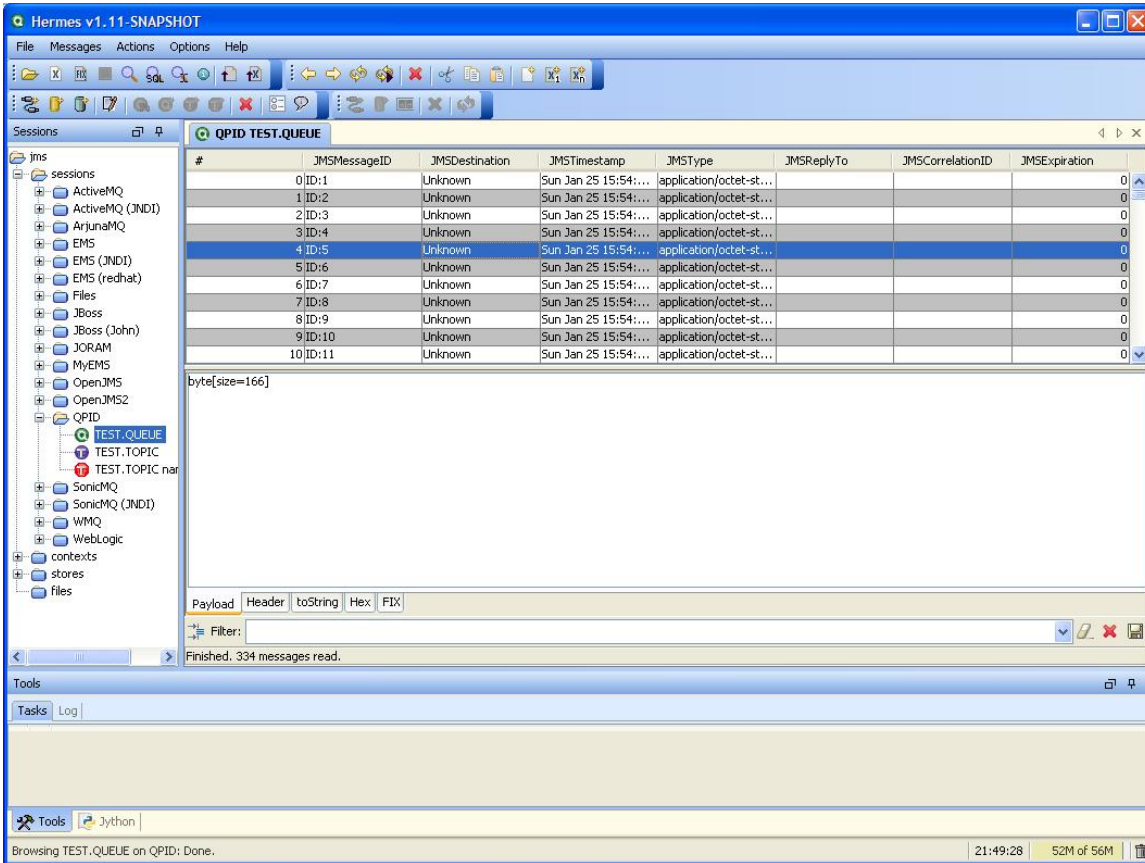 Hermes v1.11-SNAPSHOT
File Messages Actions Options Help
Sessions
QPID TEST.QUEUE
jms
sessions
ActiveMQ
ActiveMQ (JNDI)
ArjunaMQ
EMS
EMS (JNDI)
EMS (redhat)
Files
JBoss
JBoss (John)
JORAM
MyEMS
OpenJMS
OpenJMS2
QPID
TEST.QUEUE
TEST.TOPIC
TEST.TOPIC nar
SonicMQ
SonicMQ (JNDI)
WMQ
WebLogic
contexts
stores
files
# JMSMessageID JMSDestination JMSTimestamp JMSType JMSReplyTo JMSCorrelationID JMSExpiration
0 ID:1 Unknown Sun Jan 25 15:54:... application/octet-st... 0
1 ID:2 Unknown Sun Jan 25 15:54:... application/octet-st... 0
2 ID:3 Unknown Sun Jan 25 15:54:... application/octet-st... 0
3 ID:4 Unknown Sun Jan 25 15:54:... application/octet-st... 0
4 ID:5 Unknown Sun Jan 25 15:54:... application/octet-st... 0
5 ID:6 Unknown Sun Jan 25 15:54:... application/octet-st... 0
6 ID:7 Unknown Sun Jan 25 15:54:... application/octet-st... 0
7 ID:8 Unknown Sun Jan 25 15:54:... application/octet-st... 0
8 ID:9 Unknown Sun Jan 25 15:54:... application/octet-st... 0
9 ID:10 Unknown Sun Jan 25 15:54:... application/octet-st... 0
10 ID:11 Unknown Sun Jan 25 15:54:... application/octet-st... 0
byte[size=166]
Payload Header toString Hex FIX
Filter:
Finished. 334 messages read.
Tools
Tasks Log
Tools Jython
Browsing TEST.QUEUE on QPID: Done. 21:49:28 52M of 56M